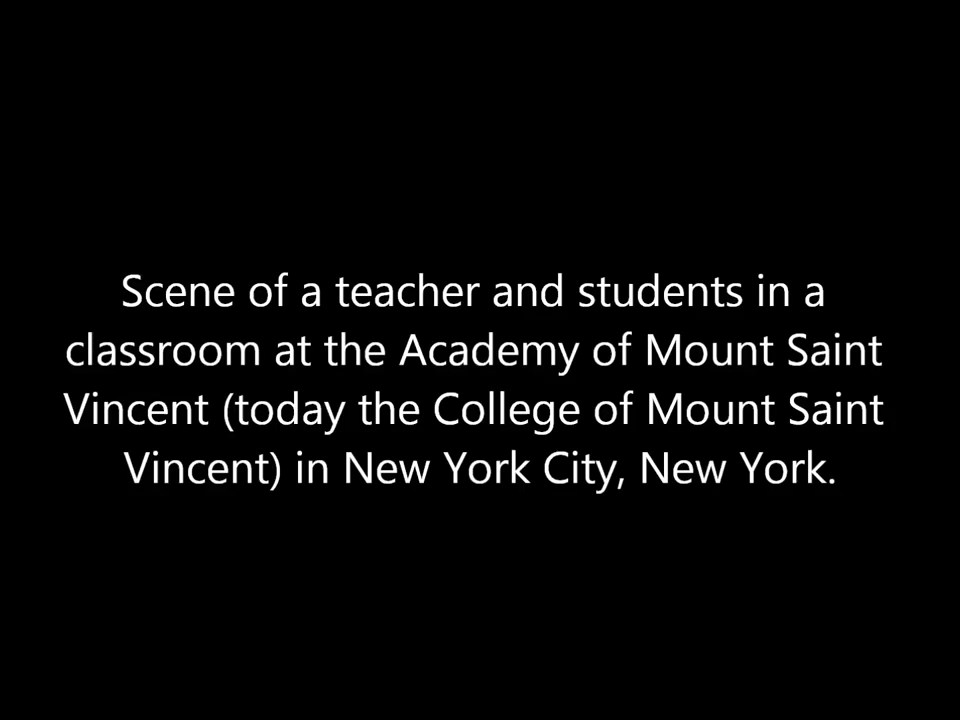 Scene of a teacher and students in a
classroom at the Academy of Mount Saint
Vincent (today the College of Mount Saint
Vincent) in New York City, New York.